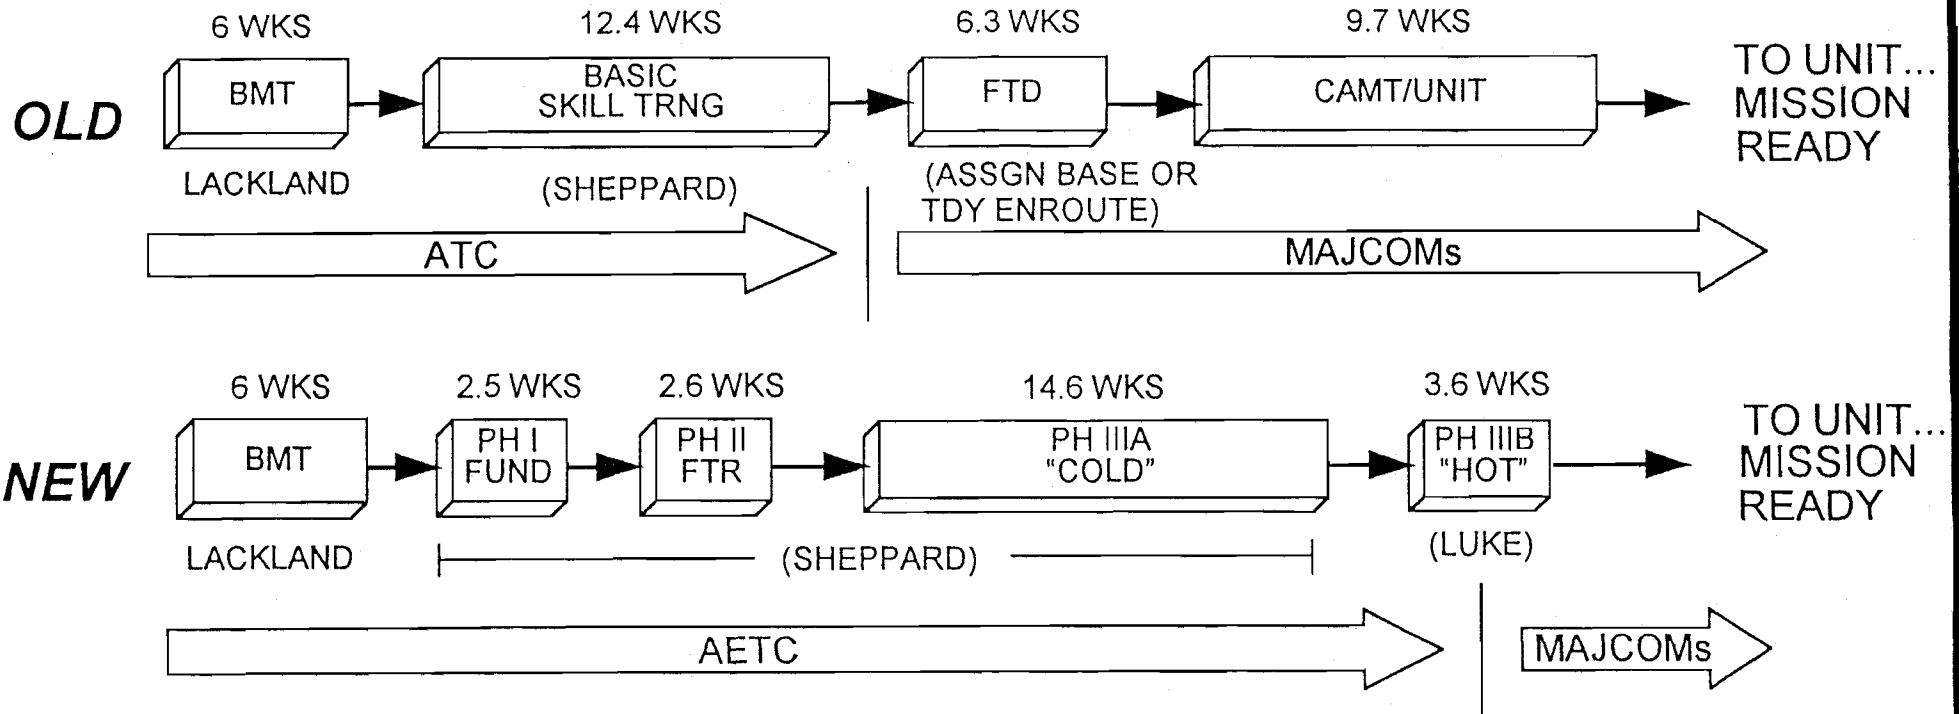 6 WKS
12.4 WKS
6.3 WKS
9.7 WKS
OLD
BMT
BASIC
SKILL TRNG
FTD
CAMT/UNIT
TO UNIT...
MISSION
READY
LACKLAND
(SHEPPARD)
(ASSGN BASE OR
TDY ENROUTE)
ATC
MAJCOMs
6 WKS
2.5 WKS
2.6 WKS
14.6 WKS
3.6 WKS
NEW
BMT
PH I
FUND
PH II
FTR
PH IIIA
"COLD"
PH IIIB
"HOT"
TO UNIT...
MISSION
READY
LACKLAND
(SHEPPARD)
(LUKE)
AETC
MAJCOMs